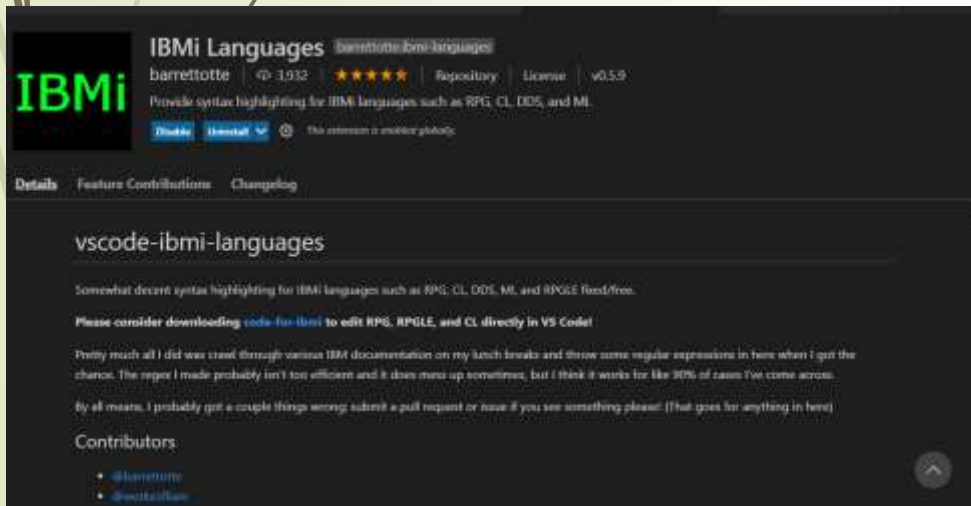 IBMi
IBMi Languages barrettotte.ibmi-languages
barrettotte 3,932 Repository License v0.5.9
Provide syntax highlighting for IBMi languages such as RPG, CL, DDS, and MI.
Disable Uninstall This extension is enabled globally.
Details Feature Contributions Changelog
vscode-ibmi-languages
Somewhat decent syntax highlighting for IBMi languages such as RPG, CL, DDS, MI, and RPGLE fixed/free.
Please consider downloading code-for-ibmi to edit RPG, RPGLE, and CL directly in VS Code!
Pretty much all I did was crawl through various IBM documentation on my lunch breaks and throw some regular expressions in here when I got the
chance. The regex I made probably isn't too efficient and it does mess up sometimes, but I think it works for like 90% of cases I've come across.
By all means, I probably got a couple things wrong; submit a pull request or issue if you see something please! (That goes for anything in here)
Contributors
@barrettotte